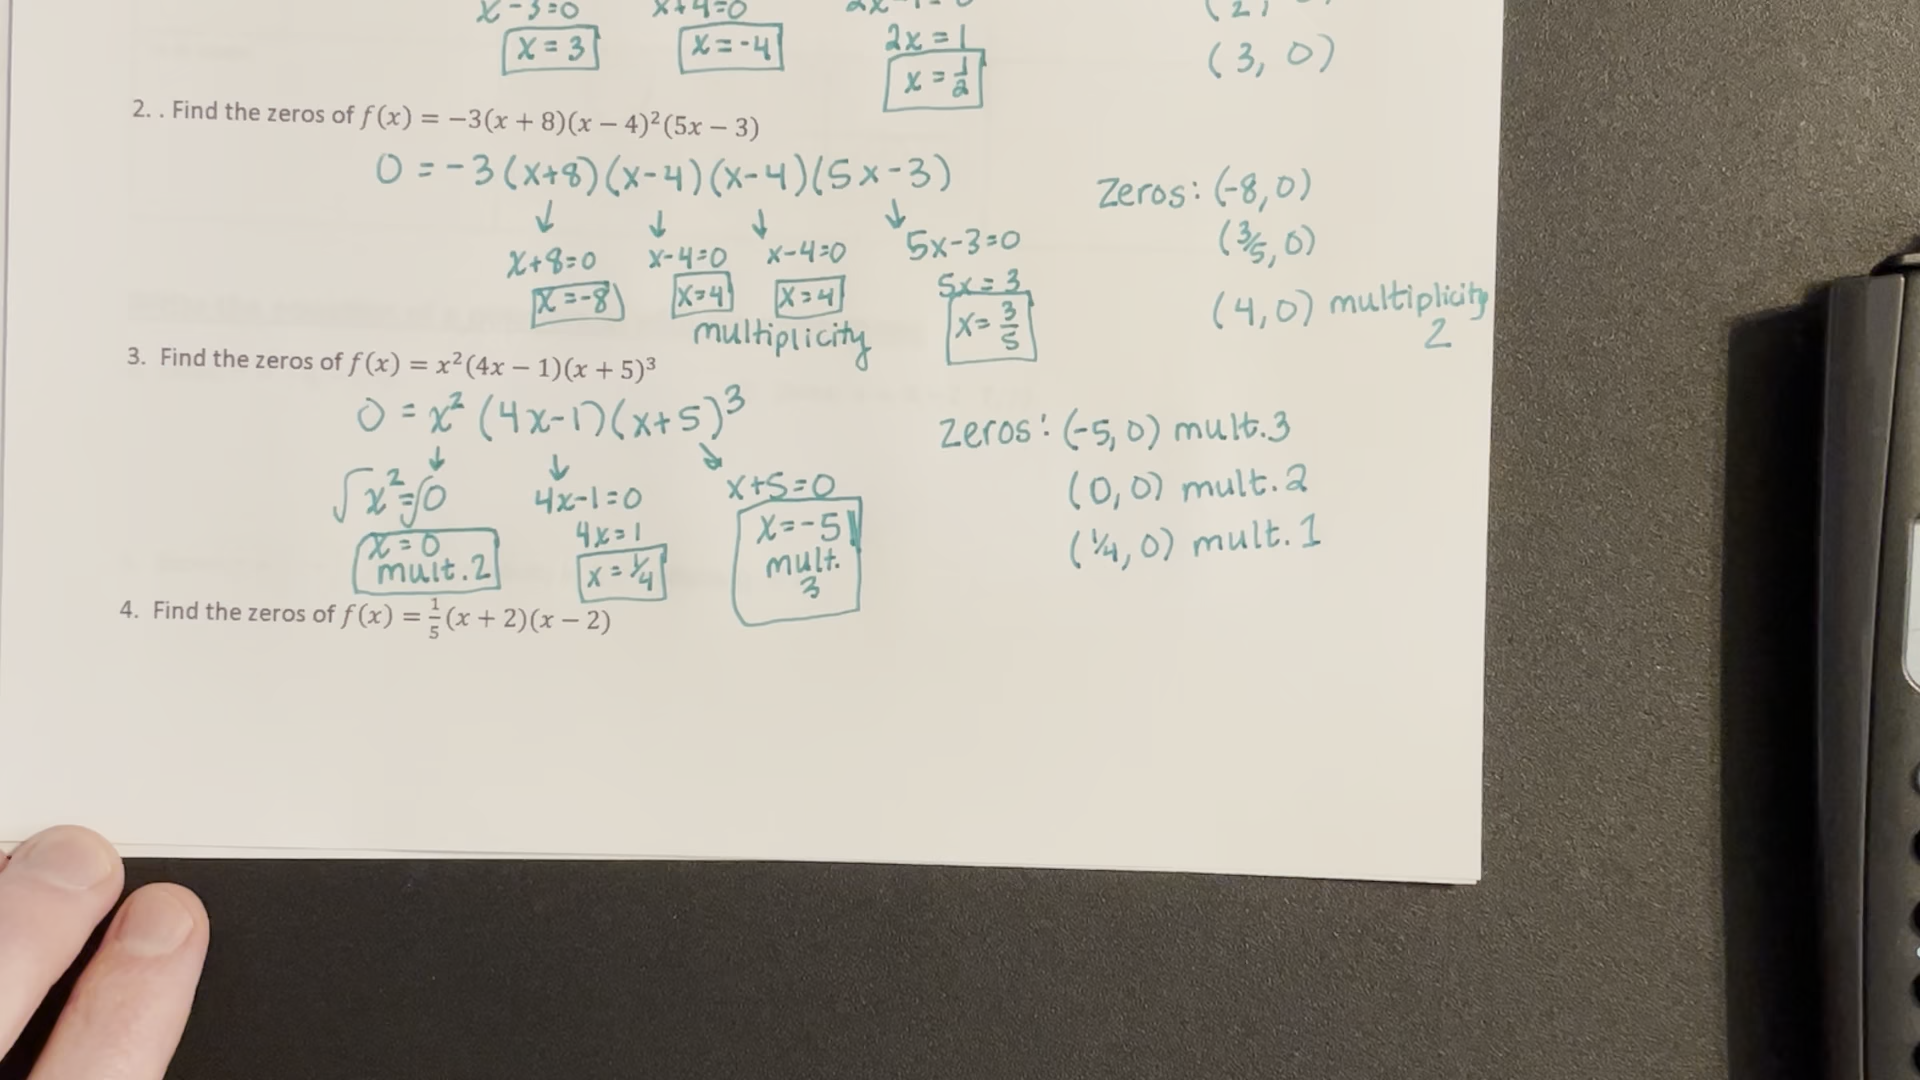 x-3=0 x+4=0
x=3 x=-4 2x=1 (3, 0)
x=1/2
2. . Find the zeros of f(x) = −3(x + 8)(x − 4)²(5x − 3)
0 = -3(x+8)(x-4)(x-4)(5x-3)
Zeros: (-8,0)
↓ ↓ ↓ ↓
x+8=0 x-4=0 x-4=0 5x-3=0 (3/5, 0)
x=-8 x=4 x=4 5x=3
multiplicity x=3/5 (4,0) multiplicity
2
3. Find the zeros of f(x) = x²(4x − 1)(x + 5)³
0 = x² (4x-1)(x+5)³
Zeros: (-5, 0) mult.3
↓ ↓ ↘
√x²=√0 4x-1=0 x+5=0 (0,0) mult.2
x=0 4x=1 x=-5 (1/4, 0) mult. 1
mult.2 x=1/4 mult.
3
4. Find the zeros of f(x) = 1/5(x + 2)(x − 2)